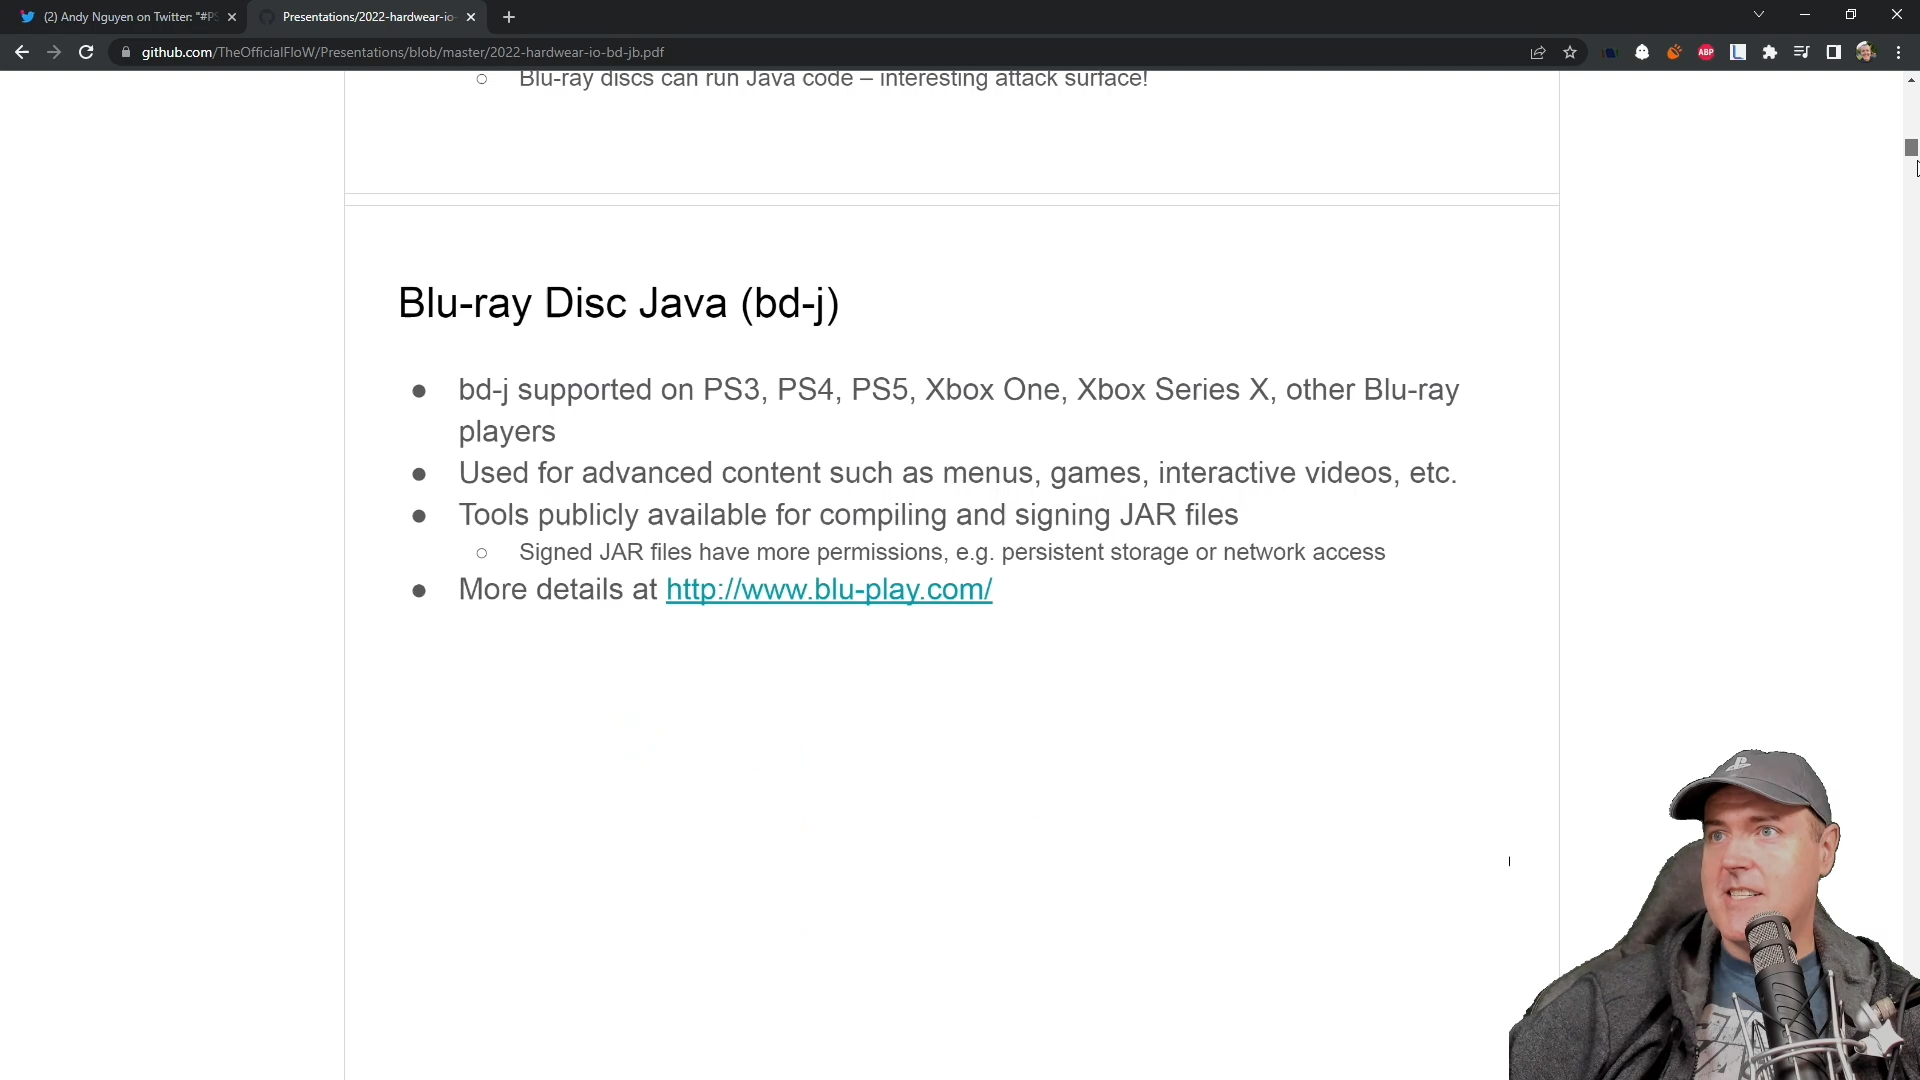 (2) Andy Nguyen on Twitter: "#PS
Presentations/2022-hardwear-io-
github.com/TheOfficialFloW/Presentations/blob/master/2022-hardwear-io-bd-jb.pdf
ABP
L
Blu-ray discs can run Java code – interesting attack surface!
Blu-ray Disc Java (bd-j)
bd-j supported on PS3, PS4, PS5, Xbox One, Xbox Series X, other Blu-ray
players
Used for advanced content such as menus, games, interactive videos, etc.
Tools publicly available for compiling and signing JAR files
Signed JAR files have more permissions, e.g. persistent storage or network access
More details at http://www.blu-play.com/